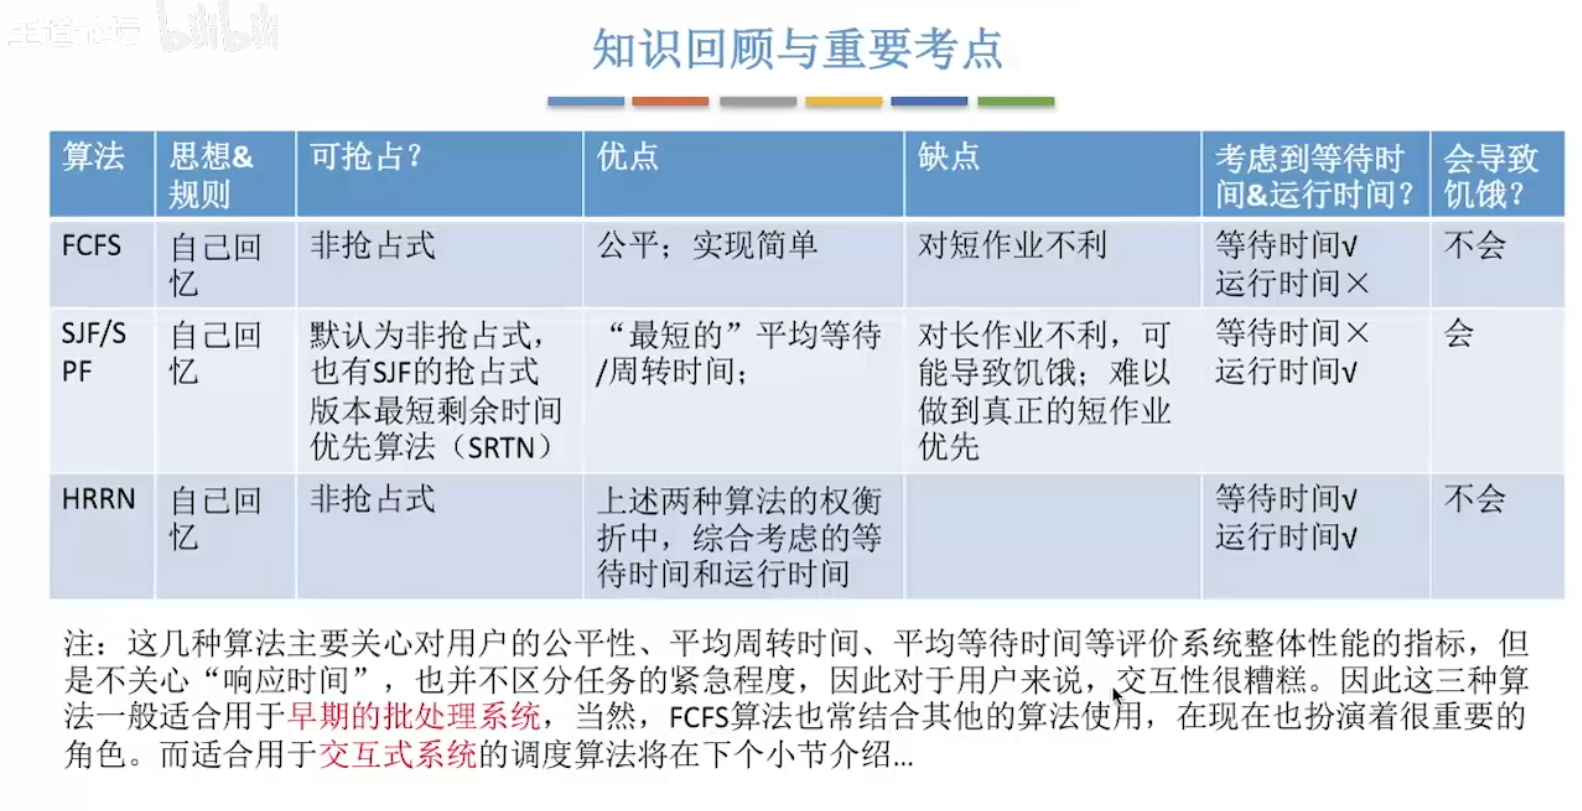 王道论坛 bilibili
知识回顾与重要考点
算法
思想&
规则
可抢占？
优点
缺点
考虑到等待时
间&运行时间？
会导致
饥饿？
FCFS
自己回
忆
非抢占式
公平；实现简单
对短作业不利
等待时间√
运行时间×
不会
SJF/S
PF
自己回
忆
默认为非抢占式，
也有SJF的抢占式
版本最短剩余时间
优先算法（SRTN）
“最短的”平均等待
/周转时间；
对长作业不利，可
能导致饥饿；难以
做到真正的短作业
优先
等待时间×
运行时间√
会
HRRN
自己回
忆
非抢占式
上述两种算法的权衡
折中，综合考虑的等
待时间和运行时间
等待时间√
运行时间√
不会
注：这几种算法主要关心对用户的公平性、平均周转时间、平均等待时间等评价系统整体性能的指标，但
是不关心“响应时间”，也并不区分任务的紧急程度，因此对于用户来说，交互性很糟糕。因此这三种算
法一般适合用于早期的批处理系统，当然，FCFS算法也常结合其他的算法使用，在现在也扮演着很重要的
角色。而适合用于交互式系统的调度算法将在下个小节介绍...